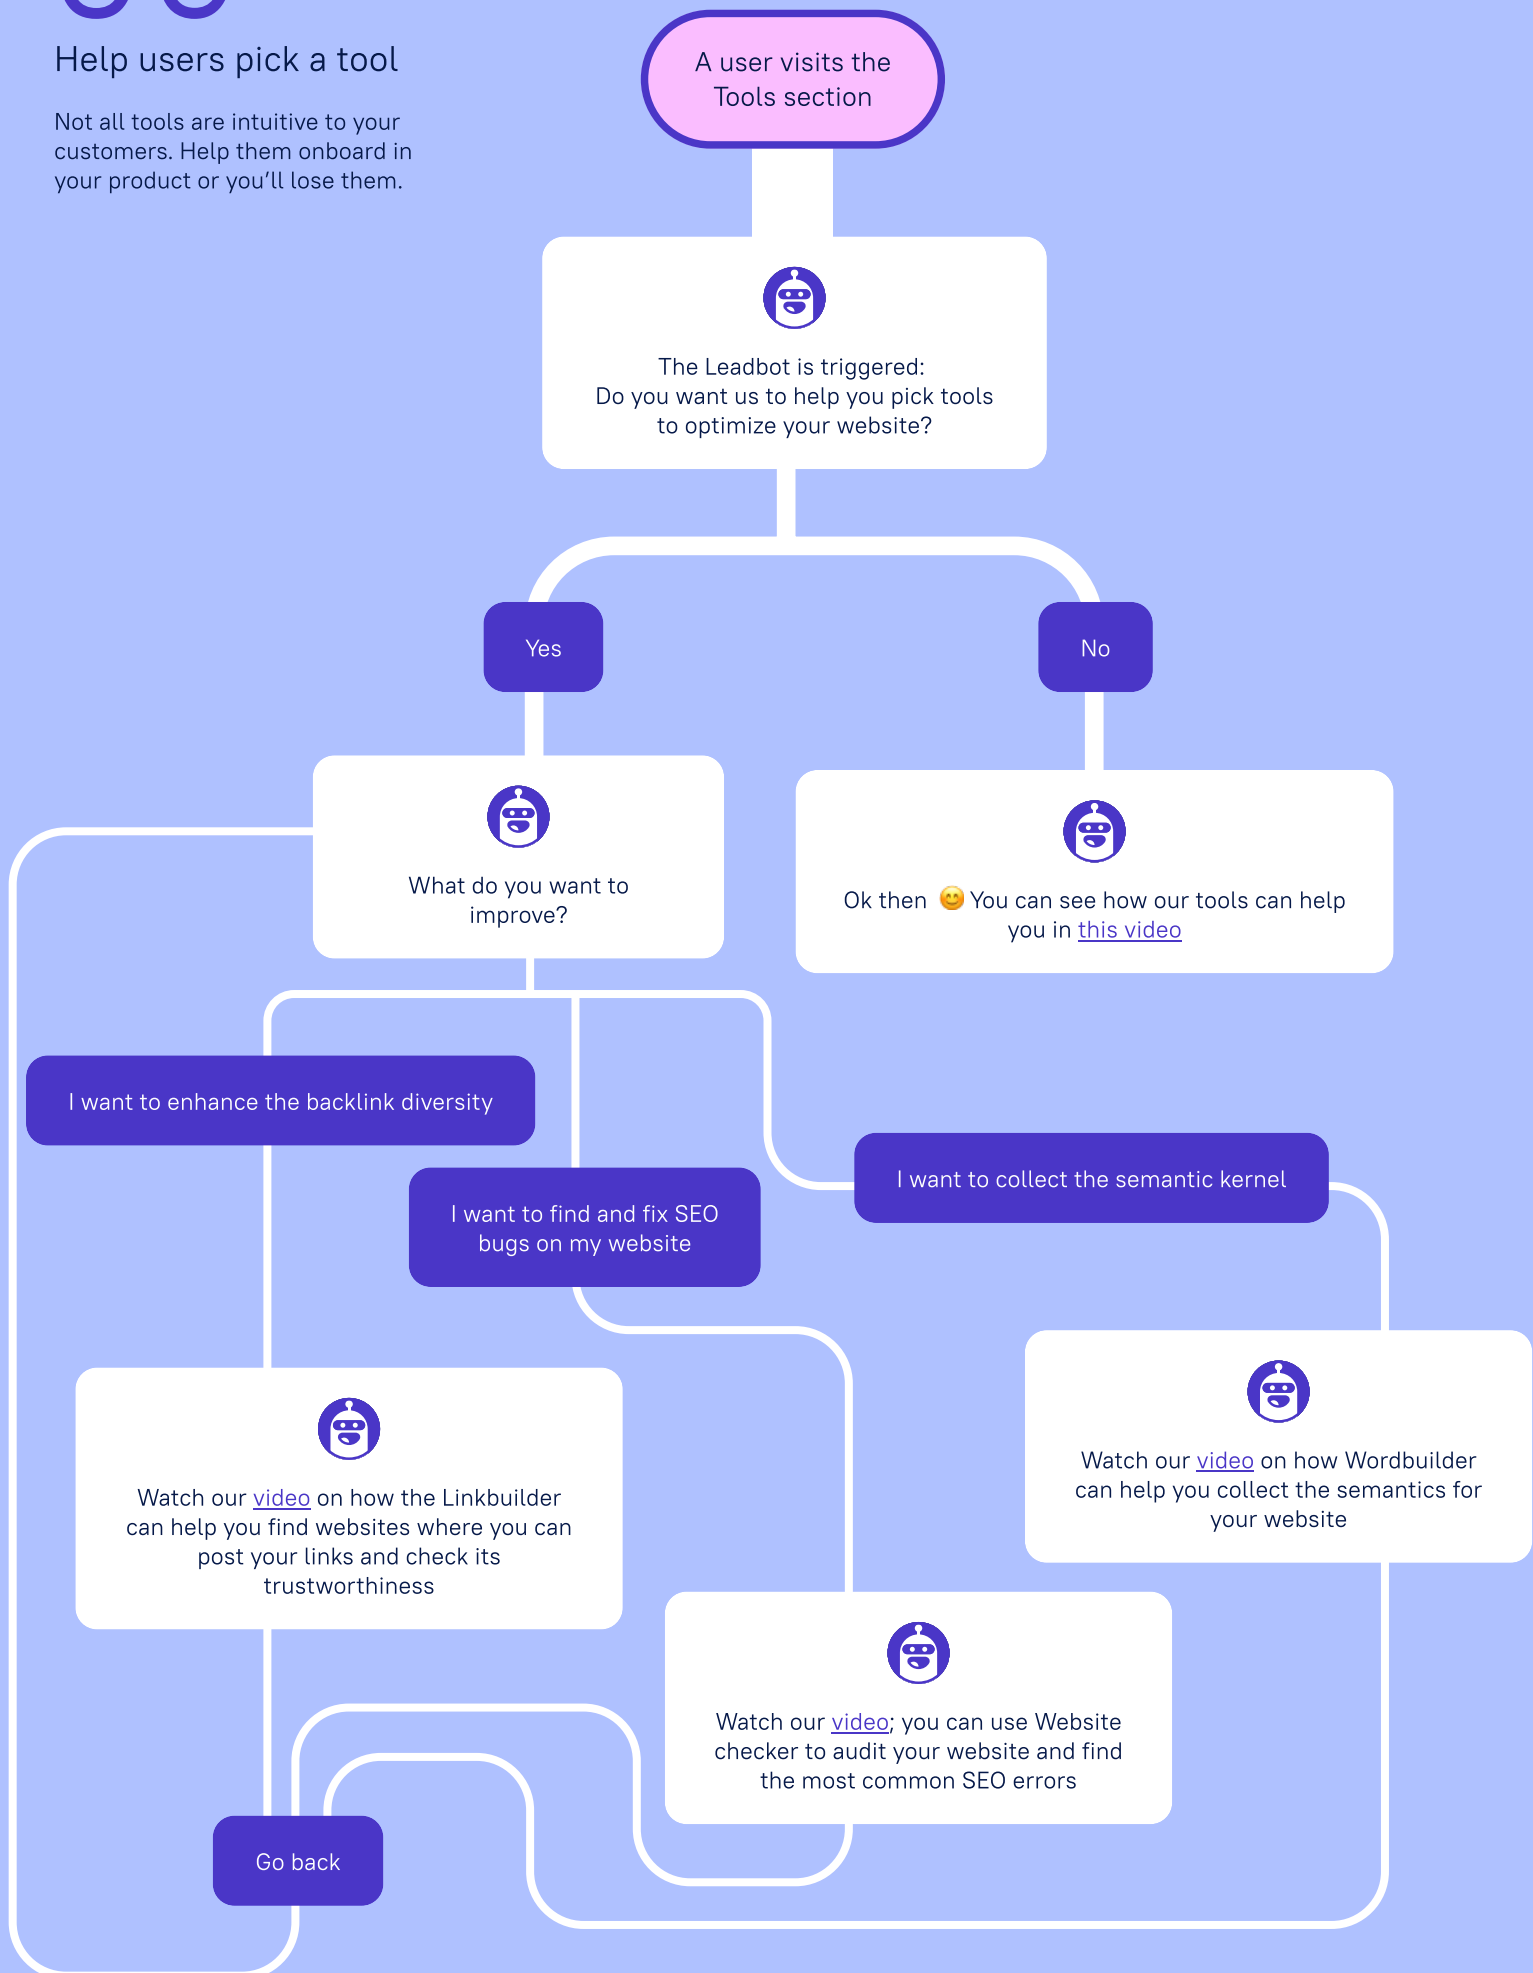 Help users pick a tool
Not all tools are intuitive to your
customers. Help them onboard in
your product or you’ll lose them.
A user visits the
Tools section
The Leadbot is triggered:
Do you want us to help you pick tools
to optimize your website?
Yes
No
What do you want to
improve?
Ok then 😊 You can see how our tools can help
you in this video
I want to enhance the backlink diversity
I want to find and fix SEO
bugs on my website
I want to collect the semantic kernel
Watch our video on how the Linkbuilder
can help you find websites where you can
post your links and check its
trustworthiness
Watch our video on how Wordbuilder
can help you collect the semantics for
your website
Watch our video; you can use Website
checker to audit your website and find
the most common SEO errors
Go back